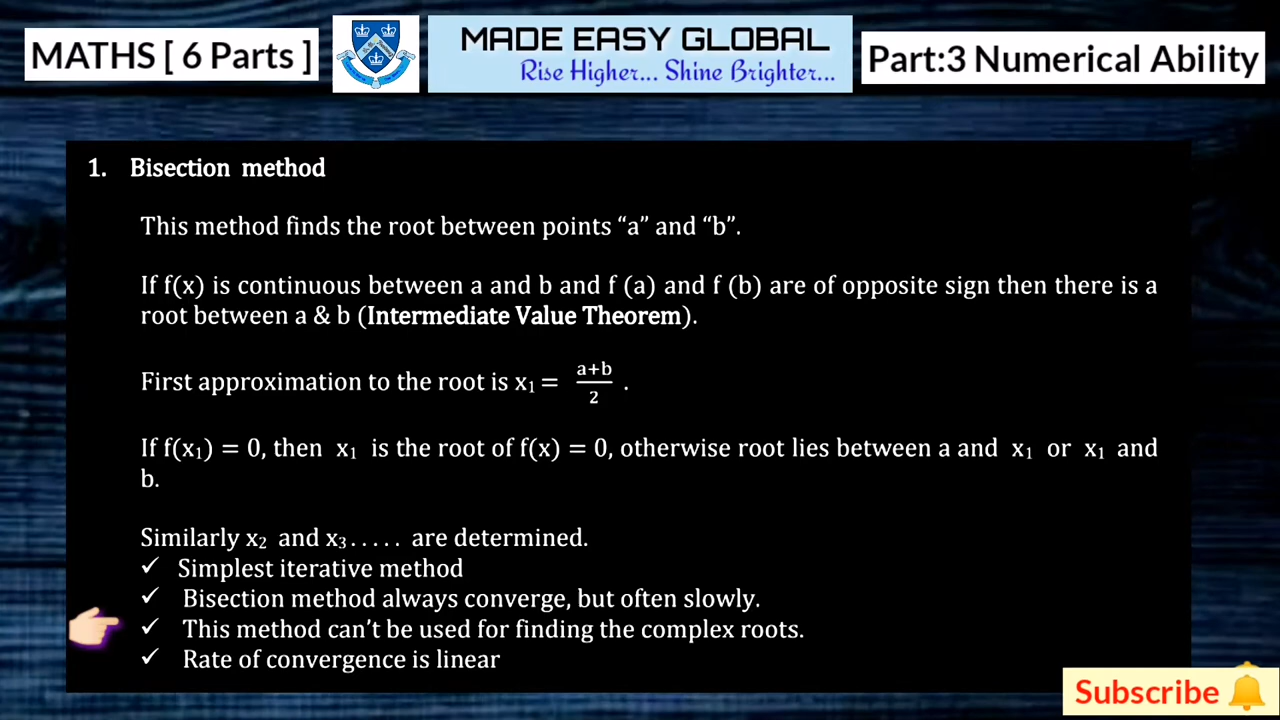 MATHS [ 6 Parts ]
MADE EASY GLOBAL
Rise Higher... Shine Brighter...
Part:3 Numerical Ability
1. Bisection method
This method finds the root between points “a” and “b”.
If f(x) is continuous between a and b and f (a) and f (b) are of opposite sign then there is a
root between a & b (Intermediate Value Theorem).
First approximation to the root is x₁ = a+b/2 .
If f(x₁) = 0, then x₁ is the root of f(x) = 0, otherwise root lies between a and x₁ or x₁ and
b.
Similarly x₂ and x₃ . . . . . are determined.
✓ Simplest iterative method
✓ Bisection method always converge, but often slowly.
✓ This method can’t be used for finding the complex roots.
✓ Rate of convergence is linear
Subscribe